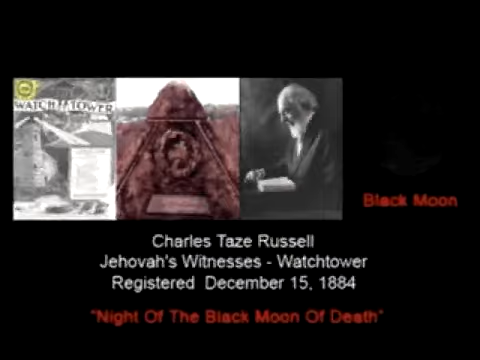 WATCH TOWER
Black Moon
Charles Taze Russell
Jehovah's Witnesses - Watchtower
Registered December 15, 1884
"Night Of The Black Moon Of Death"